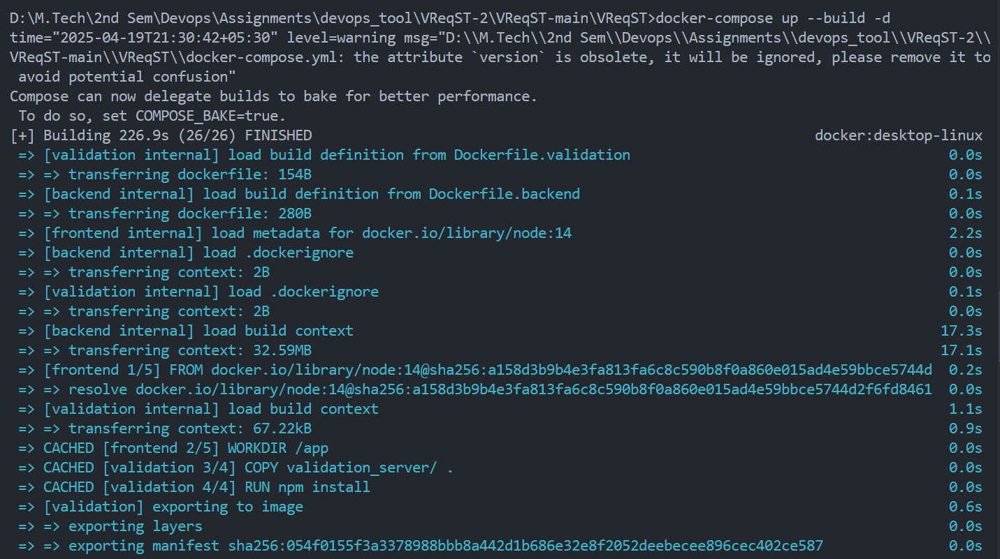 D:\M.Tech\2nd Sem\Devops\Assignments\devops_tool\VReqST-2\VReqST-main\VReqST>docker-compose up --build -d
time="2025-04-19T21:30:42+05:30" level=warning msg="D:\\M.Tech\\2nd Sem\\Devops\\Assignments\\devops_tool\\VReqST-2\\
VReqST-main\\VReqST\\docker-compose.yml: the attribute `version` is obsolete, it will be ignored, please remove it to
 avoid potential confusion"
Compose can now delegate builds to bake for better performance.
 To do so, set COMPOSE_BAKE=true.
[+] Building 226.9s (26/26) FINISHED docker:desktop-linux
 => [validation internal] load build definition from Dockerfile.validation 0.0s
 => => transferring dockerfile: 154B 0.0s
 => [backend internal] load build definition from Dockerfile.backend 0.1s
 => => transferring dockerfile: 280B 0.0s
 => [frontend internal] load metadata for docker.io/library/node:14 2.2s
 => [backend internal] load .dockerignore 0.0s
 => => transferring context: 2B 0.0s
 => [validation internal] load .dockerignore 0.1s
 => => transferring context: 2B 0.0s
 => [backend internal] load build context 17.3s
 => => transferring context: 32.59MB 17.1s
 => [frontend 1/5] FROM docker.io/library/node:14@sha256:a158d3b9b4e3fa813fa6c8c590b8f0a860e015ad4e59bbce5744d 0.2s
 => => resolve docker.io/library/node:14@sha256:a158d3b9b4e3fa813fa6c8c590b8f0a860e015ad4e59bbce5744d2f6fd8461 0.0s
 => [validation internal] load build context 1.1s
 => => transferring context: 67.22kB 0.9s
 => CACHED [frontend 2/5] WORKDIR /app 0.0s
 => CACHED [validation 3/4] COPY validation_server/ . 0.0s
 => CACHED [validation 4/4] RUN npm install 0.0s
 => [validation] exporting to image 0.6s
 => => exporting layers 0.0s
 => => exporting manifest sha256:054f0155f3a3378988bbb8a442d1b686e32e8f2052deebecee896cec402ce587 0.0s